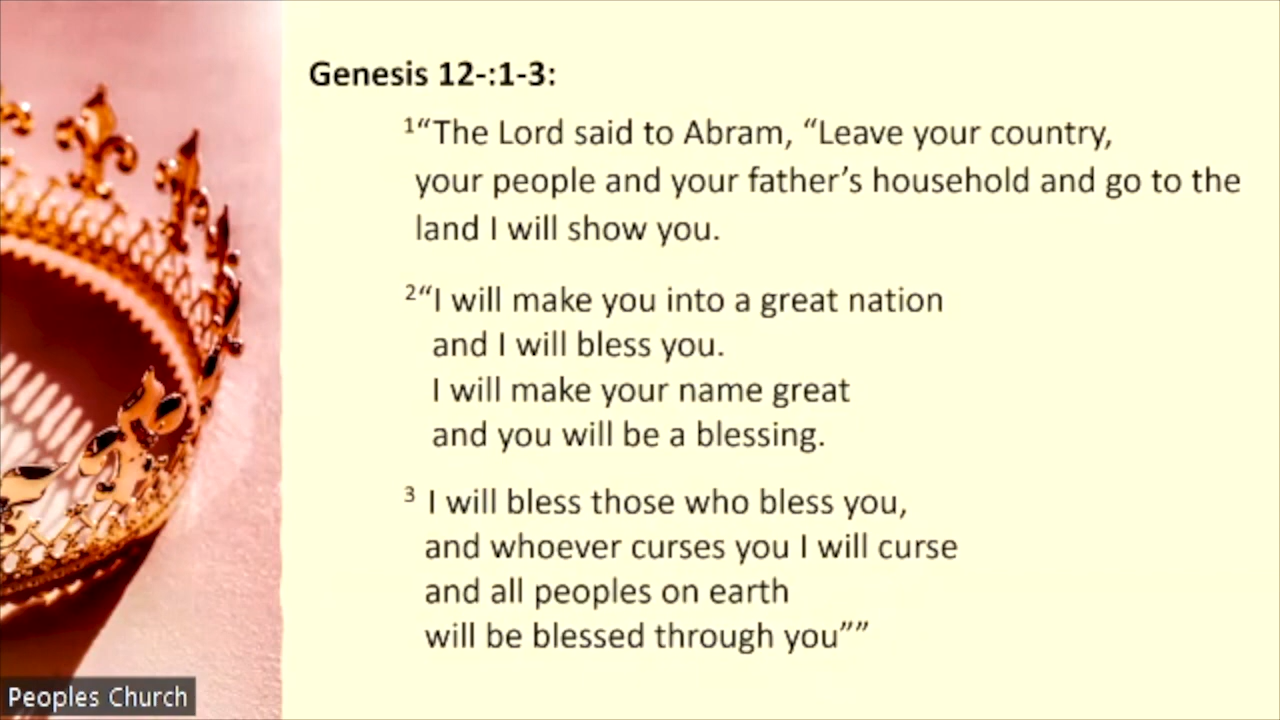 Genesis 12-:1-3:
¹“The Lord said to Abram, “Leave your country,
your people and your father’s household and go to the
land I will show you.
²“I will make you into a great nation
and I will bless you.
I will make your name great
and you will be a blessing.
³ I will bless those who bless you,
and whoever curses you I will curse
and all peoples on earth
will be blessed through you””
Peoples Church